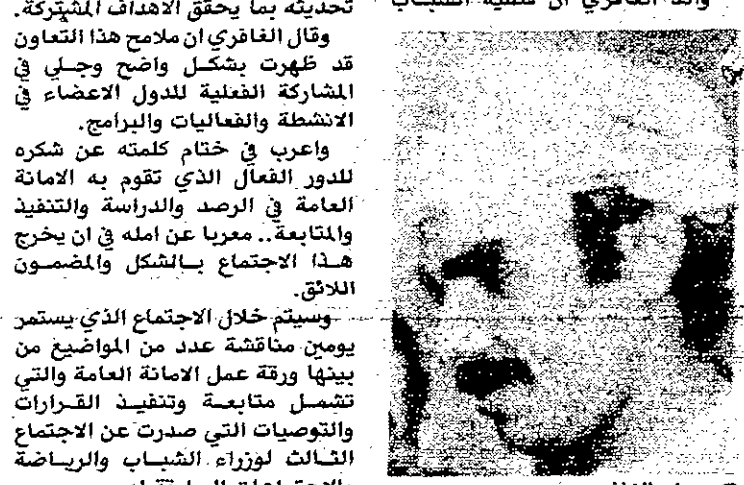 واكد الغافري ان تنمية الشباب
تحديثه بما يحقق الاهداف المشتركة.
وقال الغافري ان ملامح هذا التعاون
قد ظهرت بشكل واضح وجلي في
المشاركة الفعلية للدول الاعضاء في
الانشطة والفعاليات والبرامج.
واعرب في ختام كلمته عن شكره
للدور الفعال الذي تقوم به الامانة
العامة في الرصد والدراسة والتنفيذ
والمتابعة.. معربا عن امله في ان يخرج
هذا الاجتماع بالشكل والمضمون
اللائق.
وسيتم خلال الاجتماع الذي يستمر
يومين مناقشة عدد من المواضيع من
بينها ورقة عمل الامانة العامة والتي
تشمل متابعة وتنفيذ القرارات
والتوصيات التي صدرت عن الاجتماع
الثالث لوزراء الشباب والرياضة